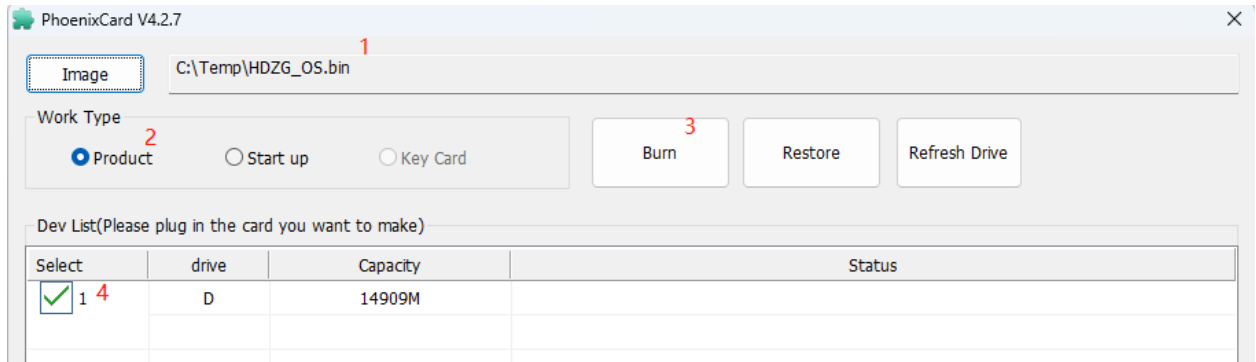 PhoenixCard V4.2.7
1
Image C:\Temp\HDZG_OS.bin
Work Type
2 3
Product Start up Key Card Burn Restore Refresh Drive
Dev List(Please plug in the card you want to make)
Select drive Capacity Status
1 4 D 14909M